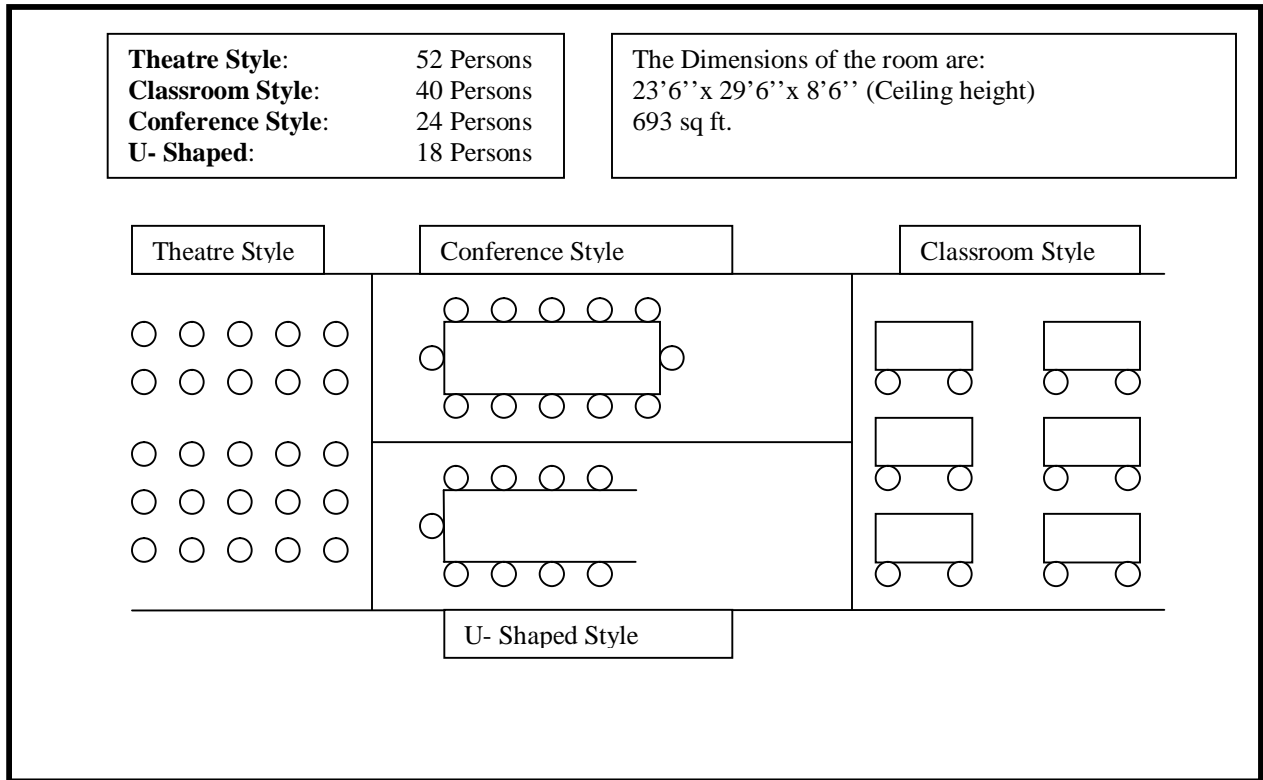 Theatre Style: 52 Persons
Classroom Style: 40 Persons
Conference Style: 24 Persons
U- Shaped: 18 Persons
The Dimensions of the room are:
23’6’’x 29’6’’x 8’6’’ (Ceiling height)
693 sq ft.
Theatre Style
Conference Style
Classroom Style
U- Shaped Style